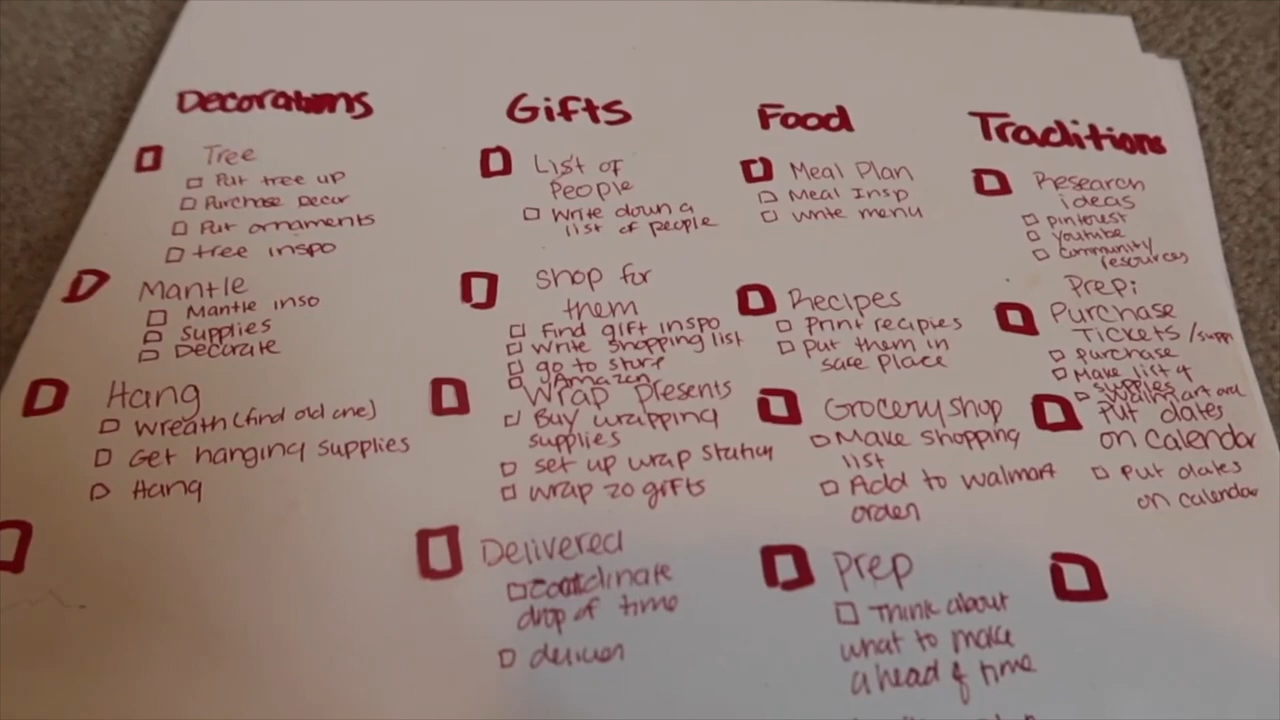 Decorations
Tree
Put tree up
Purchase Decor
Put ornaments
tree inspo
Mantle
Mantle inso
Supplies
Decorate
Hang
Wreath (find old one)
Get hanging supplies
Hang
Gifts
List of
People
Write down a
list of people
Shop for
them
Find gift inspo
Write shopping list
go to store
Amazon
Wrap Presents
Buy wrapping
supplies
set up wrap station
wrap 20 gifts
Delivered
coordinate
drop of time
deliver
Food
Meal Plan
Meal Insp
write menu
Recipes
Print recipies
Put them in
safe place
Grocery shop
Make shopping
list
Add to walmart
order
Prep
Think about
what to make
ahead of time
Traditions
Research
ideas
pinterest
youtube
community
resources
Prep:
Purchase
Tickets / supp
purchase
Make list of
supplies
Walmart
Put dates
on calendar
Put dates
on calendar